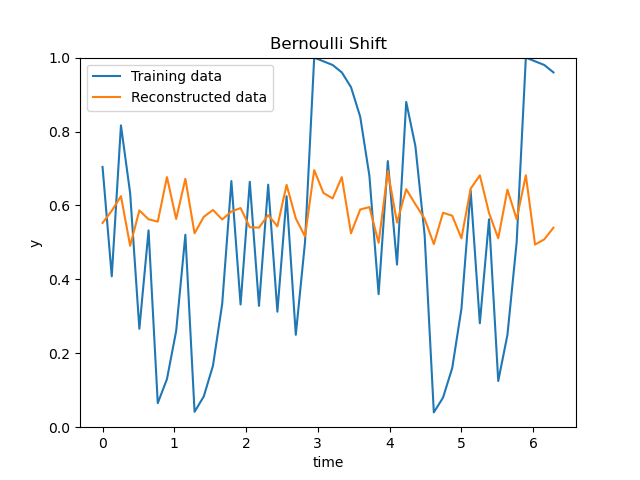 Bernoulli Shift
Training data
Reconstructed data
1.0
0.8
0.6
0.4
0.2
0.0
y
0 1 2 3 4 5 6
time